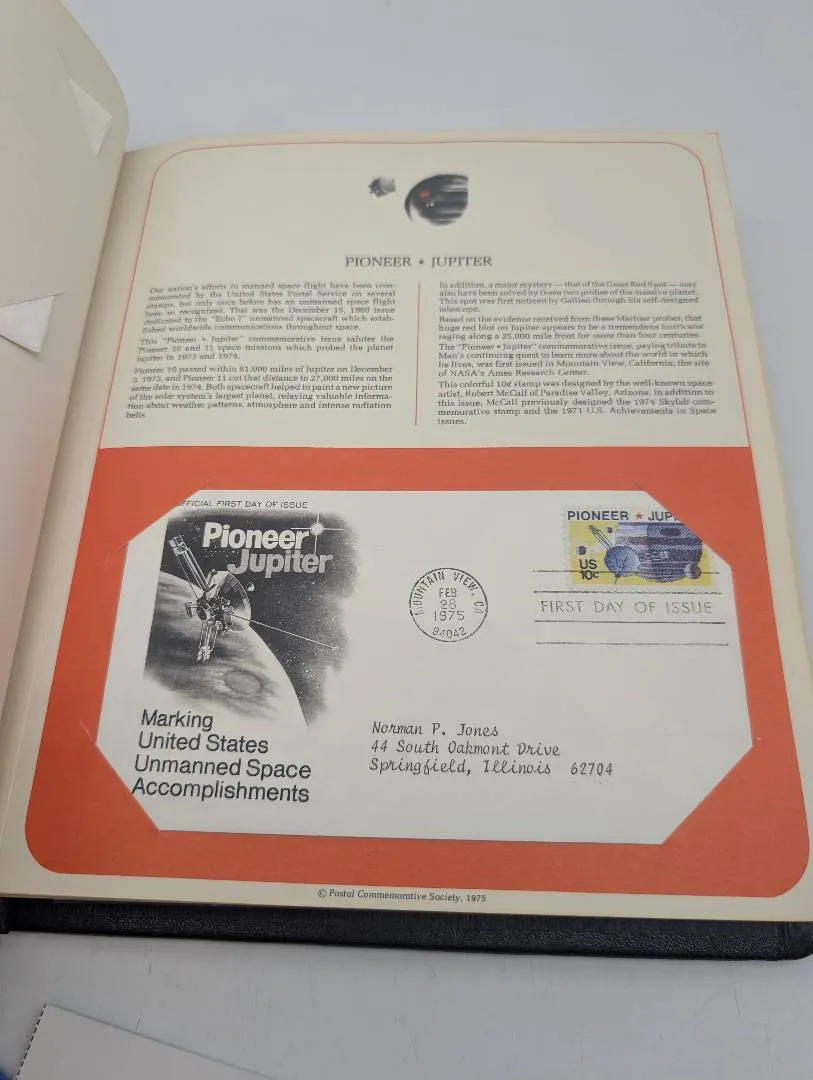 PIONEER ★ JUPITER
Our nation's efforts in manned space flight have been com-
memorated by the United States Postal Service on several
stamps, but only once before has an unmanned space flight
been so recognized. That was the December 15, 1960 issue
dedicated to the "Echo I" unmanned spacecraft which estab-
lished worldwide communications throughout space.
This "Pioneer ★ Jupiter" commemorative issue salutes the
Pioneer 10 and 11 space missions which probed the planet
Jupiter in 1973 and 1974.
Pioneer 10 passed within 81,000 miles of Jupiter on December
3, 1973, and Pioneer 11 cut that distance to 27,000 miles on the
same date in 1974. Both spacecraft helped to paint a new picture
of the solar system's largest planet, relaying valuable informa-
tion about weather patterns, atmosphere and intense radiation
belts.
In addition, a major mystery — that of the Great Red Spot — may
also have been solved by these two probes of the massive planet.
This spot was first noticed by Galileo through his self-designed
telescope.
Based on the evidence received from these Mariner probes, that
huge red blot on Jupiter appears to be a tremendous hurricane
raging along a 25,000 mile front for more than four centuries.
The "Pioneer ★ Jupiter" commemorative issue, paying tribute to
Man's continuing quest to learn more about the world in which
he lives, was first issued in Mountain View, California, the site
of NASA's Ames Research Center.
This colorful 10¢ stamp was designed by the well-known space
artist, Robert McCall of Paradise Valley, Arizona. In addition to
this issue, McCall previously designed the 1974 Skylab com-
memorative stamp and the 1971 U.S. Achievements in Space
issues.
OFFICIAL FIRST DAY OF ISSUE
Pioneer
Jupiter
MOUNTAIN VIEW, CA
FEB
28
1975
94042
PIONEER ★ JUP
US
10c
FIRST DAY OF ISSUE
Marking
United States
Unmanned Space
Accomplishments
Norman P. Jones
44 South Oakmont Drive
Springfield, Illinois 62704
© Postal Commemorative Society, 1975